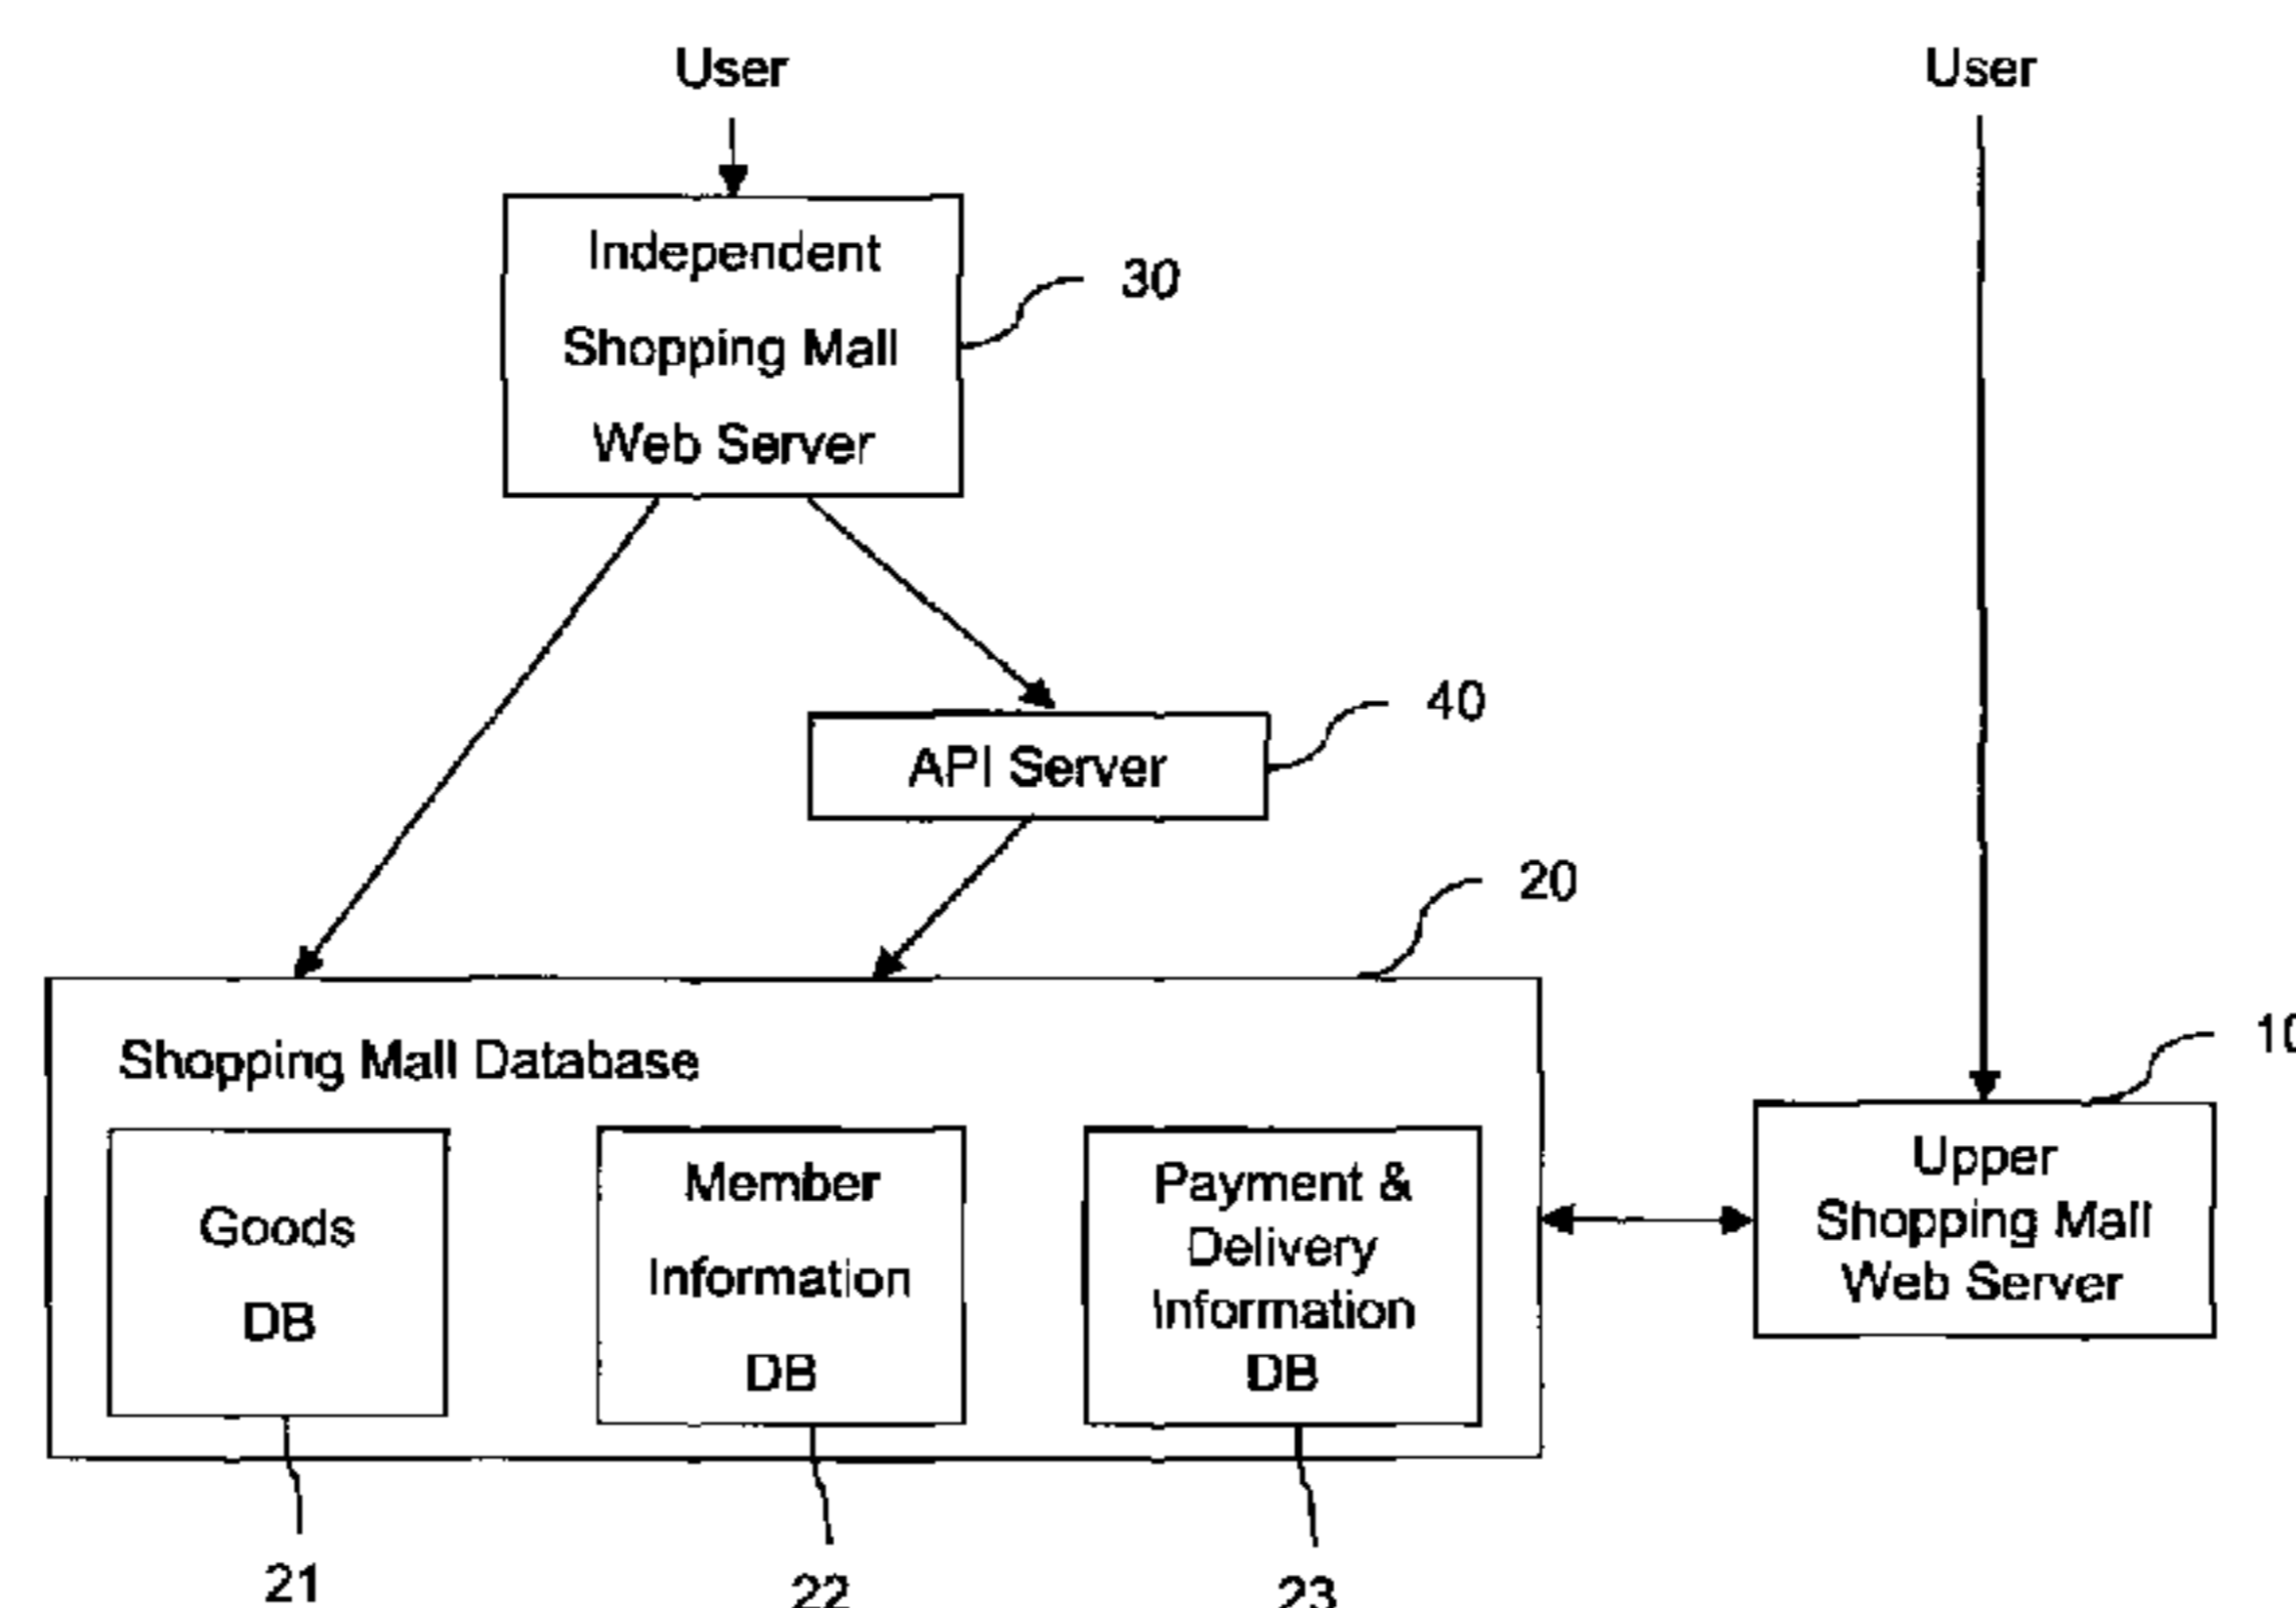 User
User
Independent
Shopping Mall
Web Server
30
40
API Server
20
Shopping Mall Database
10
Goods
DB
Member
Information
DB
Payment &
Delivery
Information
DB
Upper
Shopping Mall
Web Server
21
22
23